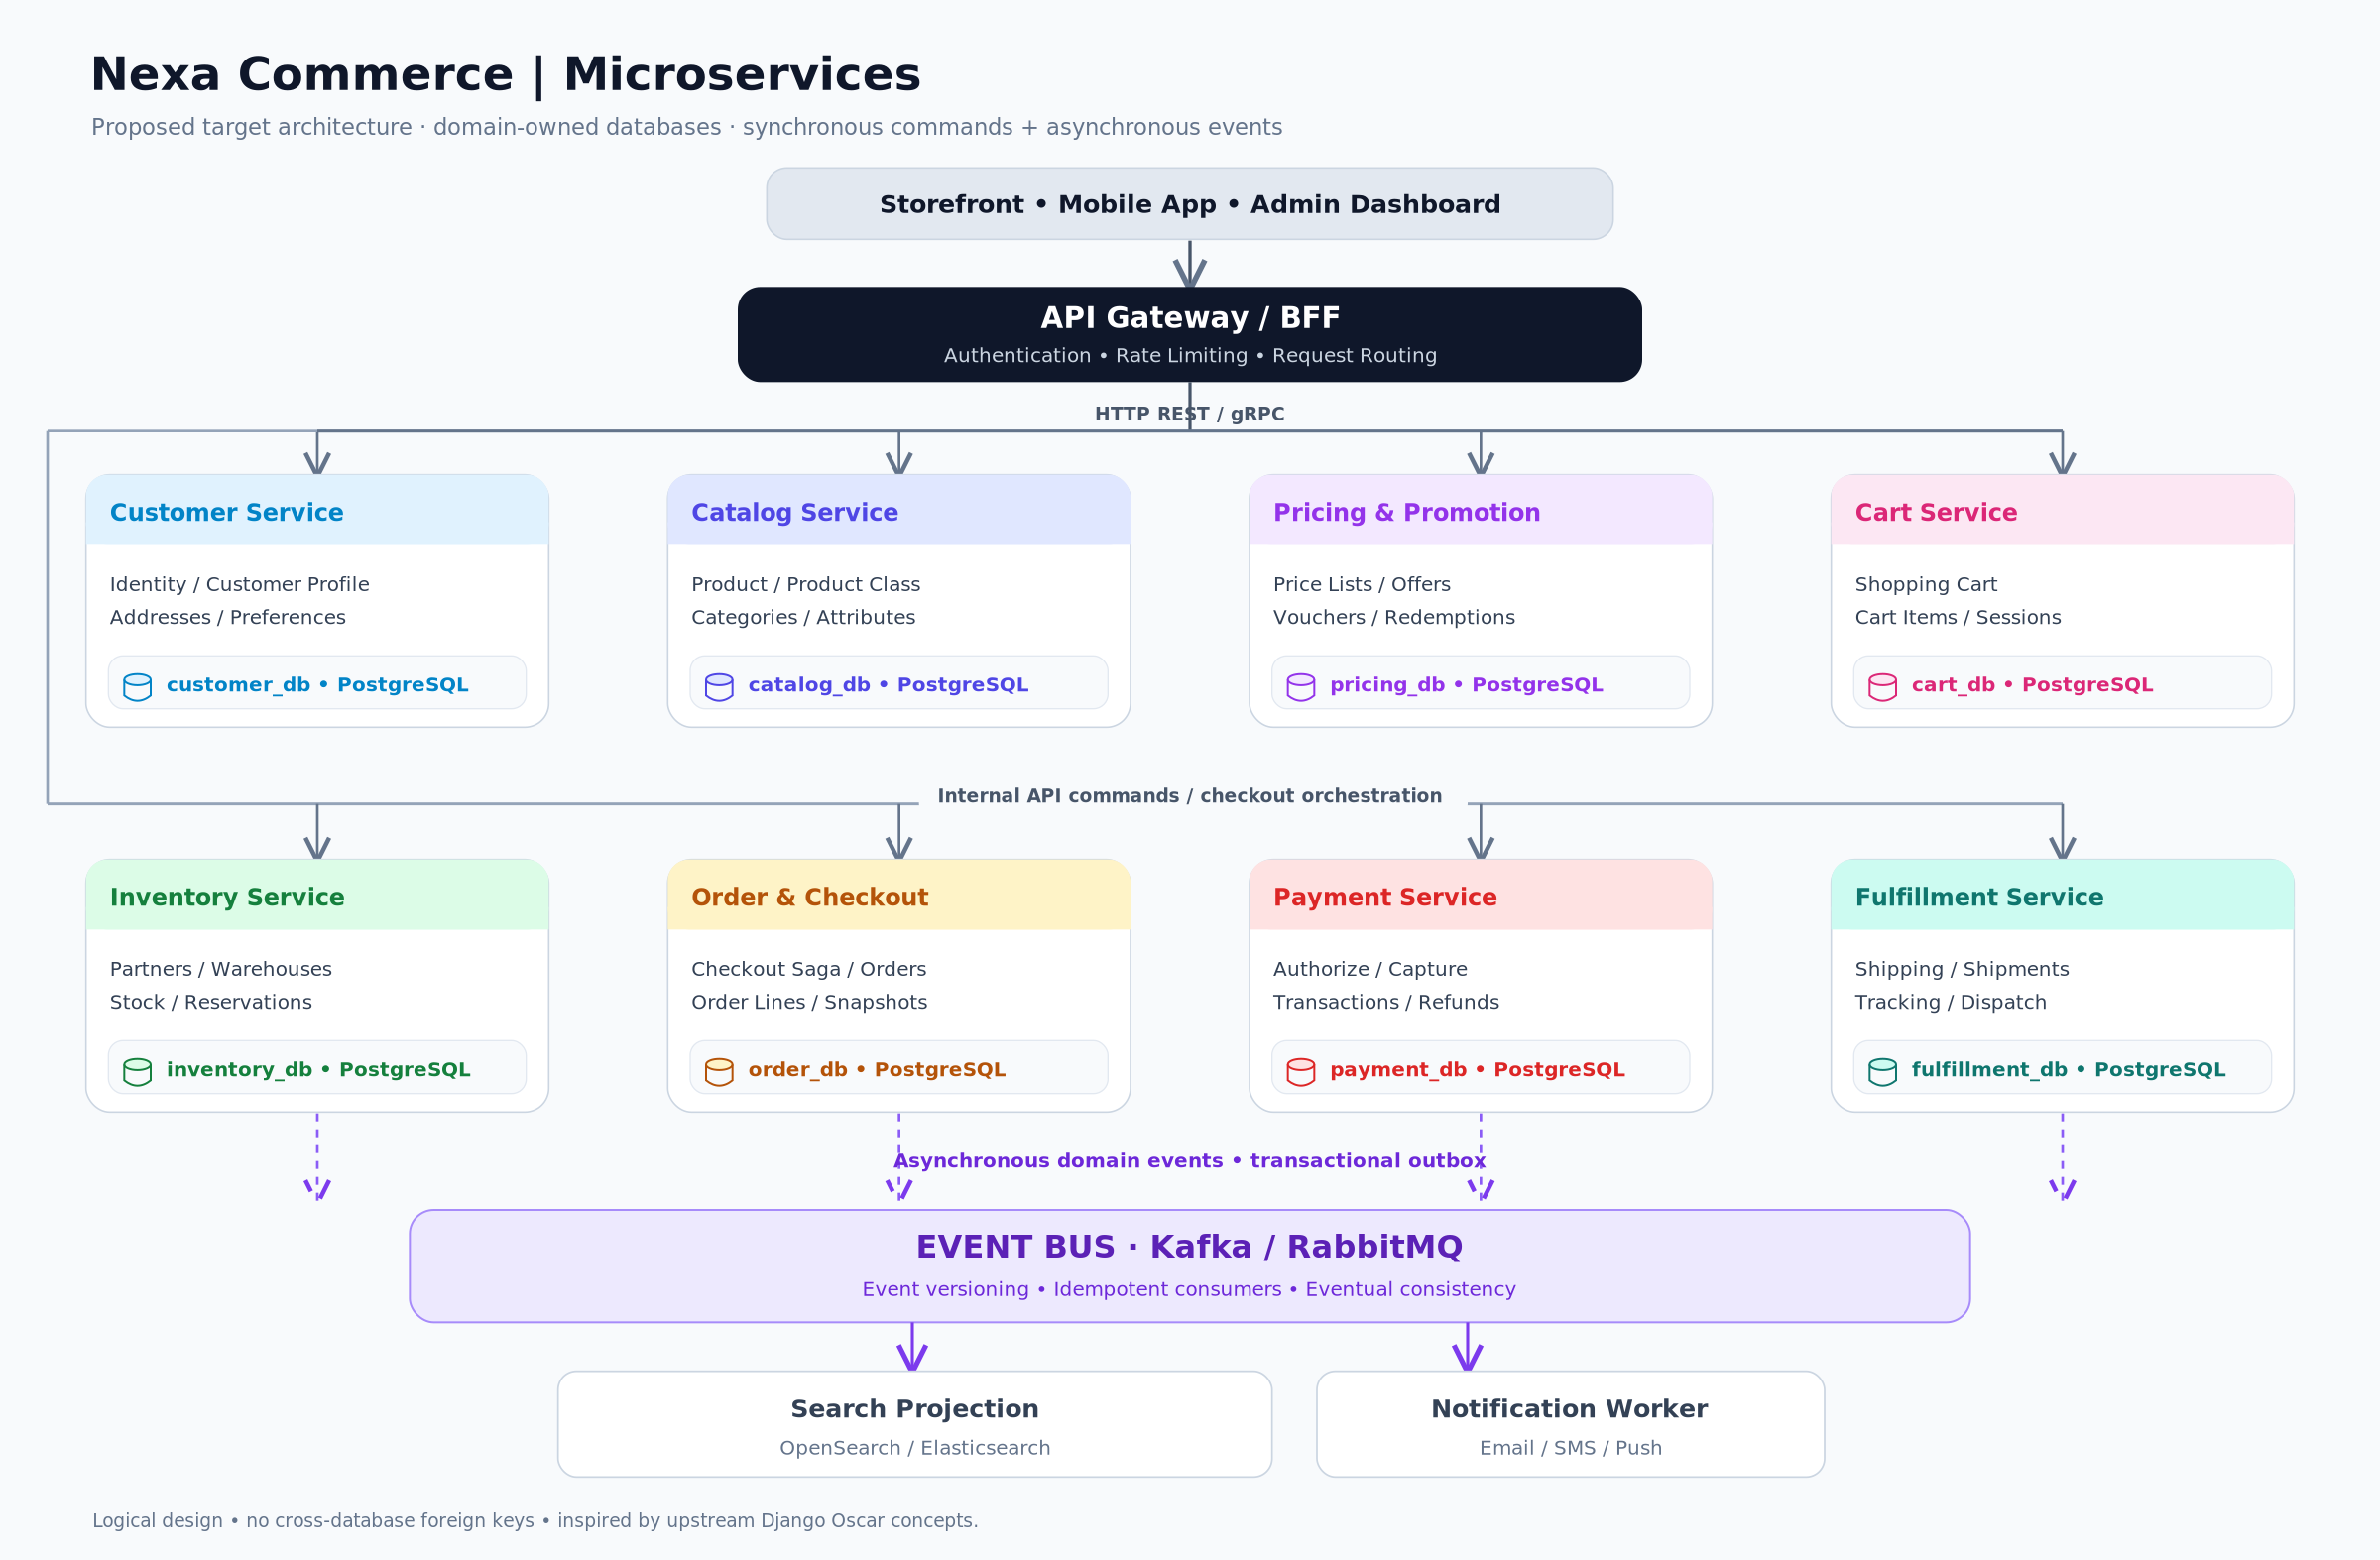 Nexa Commerce | Microservices
Proposed target architecture · domain-owned databases · synchronous commands + asynchronous events
Storefront • Mobile App • Admin Dashboard
API Gateway / BFF
Authentication • Rate Limiting • Request Routing
HTTP REST / gRPC
Customer Service
Identity / Customer Profile
Addresses / Preferences
customer_db • PostgreSQL
Catalog Service
Product / Product Class
Categories / Attributes
catalog_db • PostgreSQL
Pricing & Promotion
Price Lists / Offers
Vouchers / Redemptions
pricing_db • PostgreSQL
Cart Service
Shopping Cart
Cart Items / Sessions
cart_db • PostgreSQL
Internal API commands / checkout orchestration
Inventory Service
Partners / Warehouses
Stock / Reservations
inventory_db • PostgreSQL
Order & Checkout
Checkout Saga / Orders
Order Lines / Snapshots
order_db • PostgreSQL
Payment Service
Authorize / Capture
Transactions / Refunds
payment_db • PostgreSQL
Fulfillment Service
Shipping / Shipments
Tracking / Dispatch
fulfillment_db • PostgreSQL
Asynchronous domain events • transactional outbox
EVENT BUS · Kafka / RabbitMQ
Event versioning • Idempotent consumers • Eventual consistency
Search Projection
OpenSearch / Elasticsearch
Notification Worker
Email / SMS / Push
Logical design • no cross-database foreign keys • inspired by upstream Django Oscar concepts.